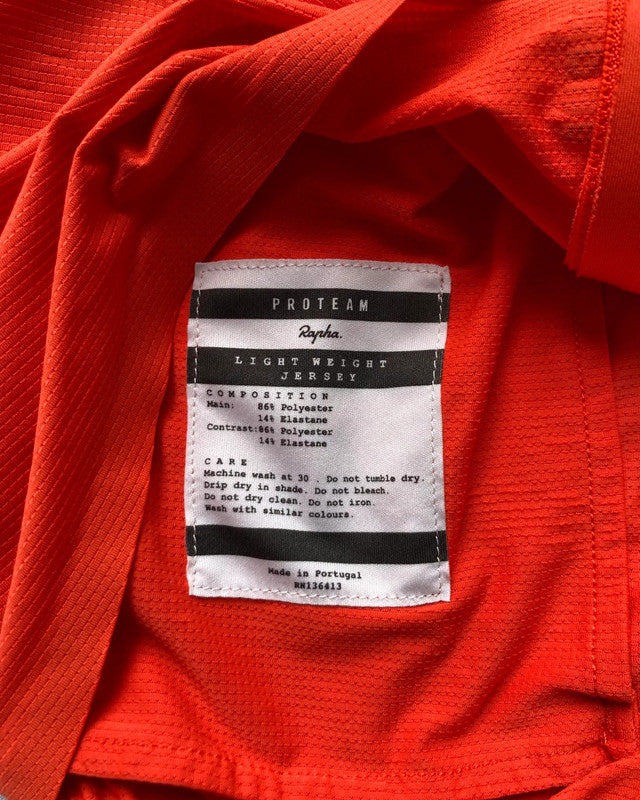 PROTEAM
Rapha.
LIGHT WEIGHT
JERSEY
COMPOSITION
Main: 86% Polyester
14% Elastane
Contrast:86% Polyester
14% Elastane
CARE
Machine wash at 30 . Do not tumble dry.
Drip dry in shade. Do not bleach.
Do not dry clean. Do not iron.
Wash with similar colours.
Made in Portugal
RN136413